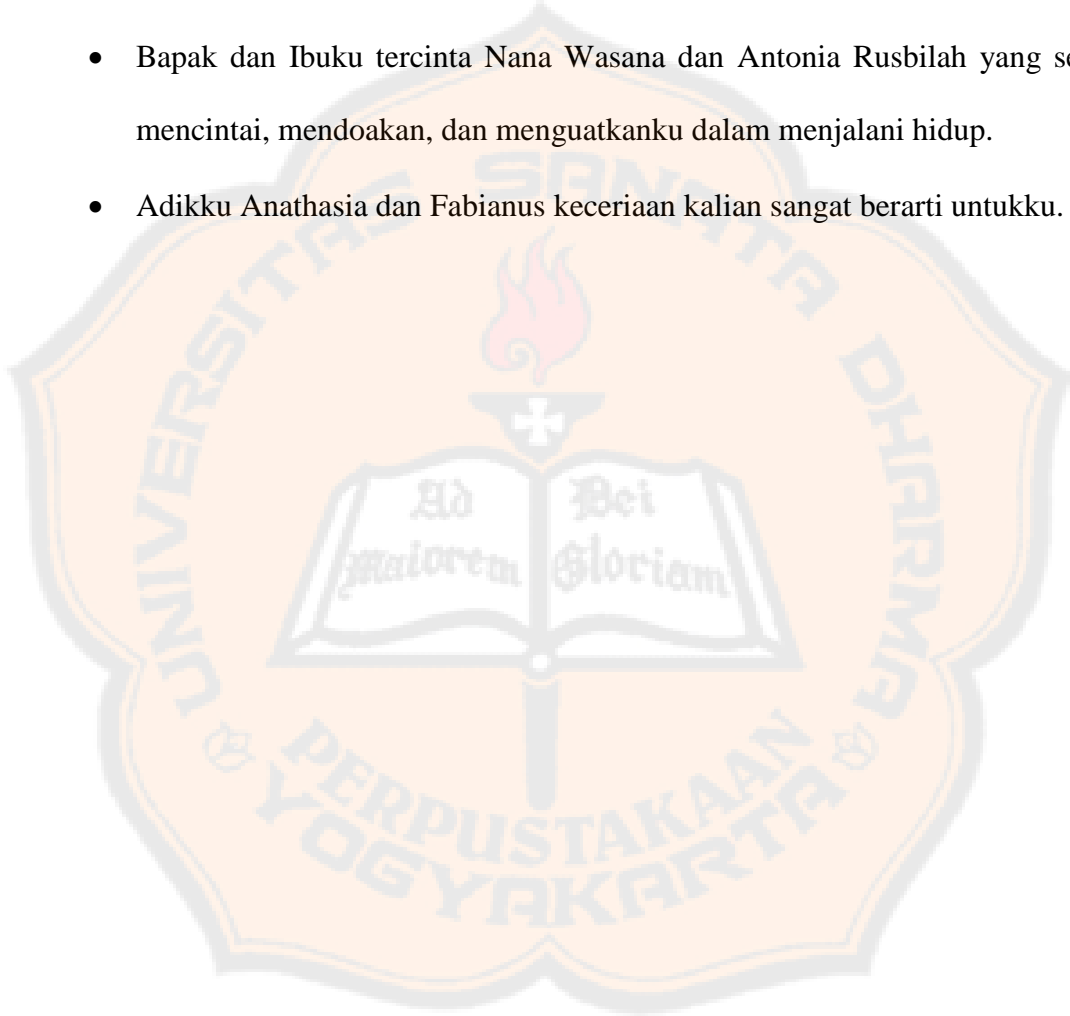 • Bapak dan Ibuku tercinta Nana Wasana dan Antonia Rusbilah yang
mencintai, mendoakan, dan menguatkanku dalam menjalani hidup.
• Adikku Anathasia dan Fabianus keceriaan kalian sangat berarti untukku.
UNIVERSITAS SANATA DHARMA
Ad Dei
Maiorem Gloriam
PERPUSTAKAAN
YOGYAKARTA